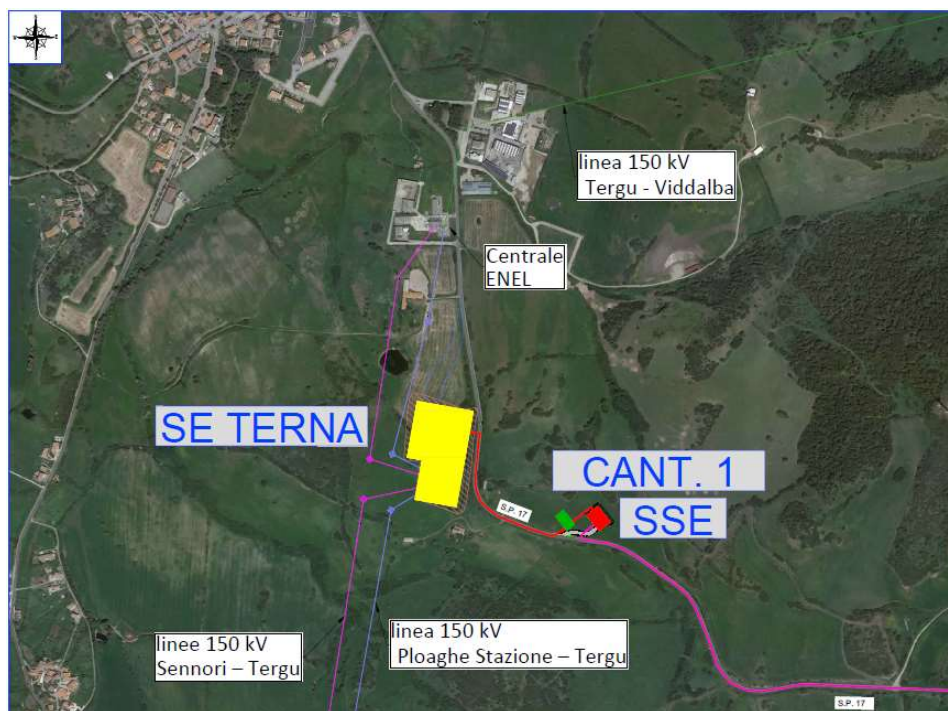 linea 150 kV
Tergu - Viddalba
Centrale
ENEL
SE TERNA
CANT. 1
SSE
S.P. 17
linee 150 kV
Sennori – Tergu
linea 150 kV
Ploaghe Stazione – Tergu
S.P. 17